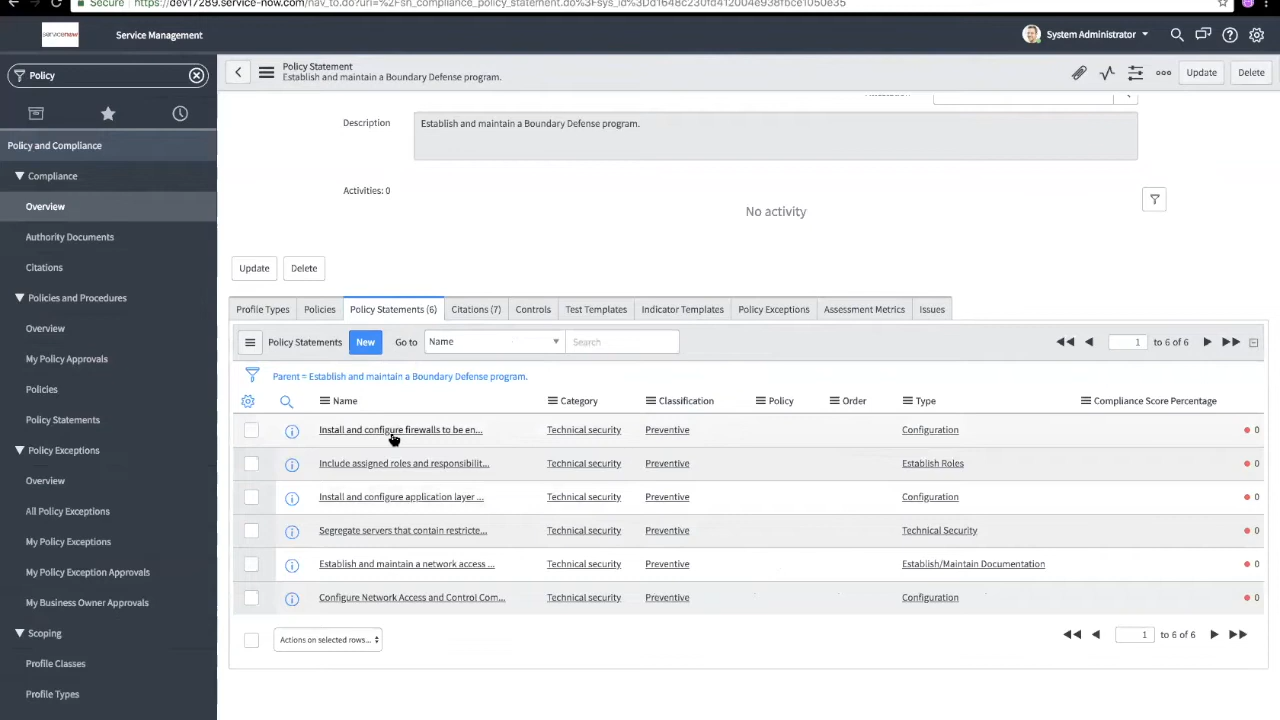 Secure
https://dev17289.service-now.com/nav_to.do?uri=%2Fsn_compliance_policy_statement.do%3Fsys_id%3Dd1648c230fd412004e938fbce1050e35
servicenow
Service Management
System Administrator
Policy
Policy Statement
Establish and maintain a Boundary Defense program.
Update
Delete
Policy and Compliance
Compliance
Overview
Authority Documents
Citations
Policies and Procedures
Overview
My Policy Approvals
Policies
Policy Statements
Policy Exceptions
Overview
All Policy Exceptions
My Policy Exceptions
My Policy Exception Approvals
My Business Owner Approvals
Scoping
Profile Classes
Profile Types
Description
Establish and maintain a Boundary Defense program.
Activities: 0
No activity
Update
Delete
Profile Types
Policies
Policy Statements (6)
Citations (7)
Controls
Test Templates
Indicator Templates
Policy Exceptions
Assessment Metrics
Issues
Policy Statements
New
Go to
Name
Search
1 to 6 of 6
Parent = Establish and maintain a Boundary Defense program.
Name Category Classification Policy Order Type Compliance Score Percentage
Install and configure firewalls to be en... Technical security Preventive Configuration 0
Include assigned roles and responsibilit... Technical security Preventive Establish Roles 0
Install and configure application layer ... Technical security Preventive Configuration 0
Segregate servers that contain restricte... Technical security Preventive Technical Security 0
Establish and maintain a network access ... Technical security Preventive Establish/Maintain Documentation 0
Configure Network Access and Control Com... Technical security Preventive Configuration 0
Actions on selected rows...
1 to 6 of 6